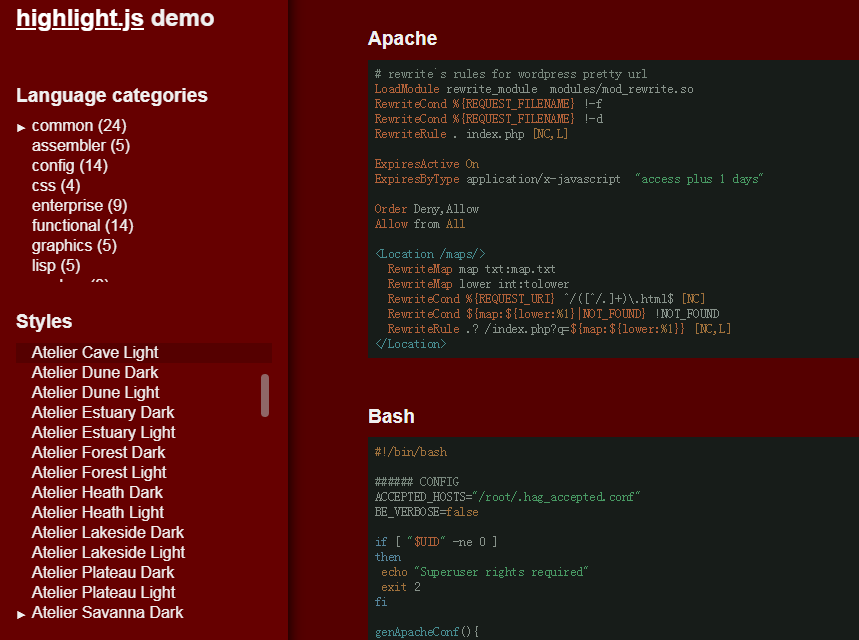 highlight.js demo
Language categories
▶ common (24)
assembler (5)
config (14)
css (4)
enterprise (9)
functional (14)
graphics (5)
lisp (5)
Styles
Atelier Cave Light
Atelier Dune Dark
Atelier Dune Light
Atelier Estuary Dark
Atelier Estuary Light
Atelier Forest Dark
Atelier Forest Light
Atelier Heath Dark
Atelier Heath Light
Atelier Lakeside Dark
Atelier Lakeside Light
Atelier Plateau Dark
Atelier Plateau Light
▶ Atelier Savanna Dark
Apache
# rewrite`s rules for wordpress pretty url
LoadModule rewrite_module  modules/mod_rewrite.so
RewriteCond %{REQUEST_FILENAME} !-f
RewriteCond %{REQUEST_FILENAME} !-d
RewriteRule . index.php [NC,L]
ExpiresActive On
ExpiresByType application/x-javascript  "access plus 1 days"
Order Deny,Allow
Allow from All
<Location /maps/>
  RewriteMap map txt:map.txt
  RewriteMap lower int:tolower
  RewriteCond %{REQUEST_URI} ^/([^/.]+)\.html$ [NC]
  RewriteCond ${map:${lower:%1}|NOT_FOUND} !NOT_FOUND
  RewriteRule .? /index.php?q=${map:${lower:%1}} [NC,L]
</Location>
Bash
#!/bin/bash
###### CONFIG
ACCEPTED_HOSTS="/root/.hag_accepted.conf"
BE_VERBOSE=false
if [ "$UID" -ne 0 ]
then
 echo "Superuser rights required"
 exit 2
fi
genApacheConf(){